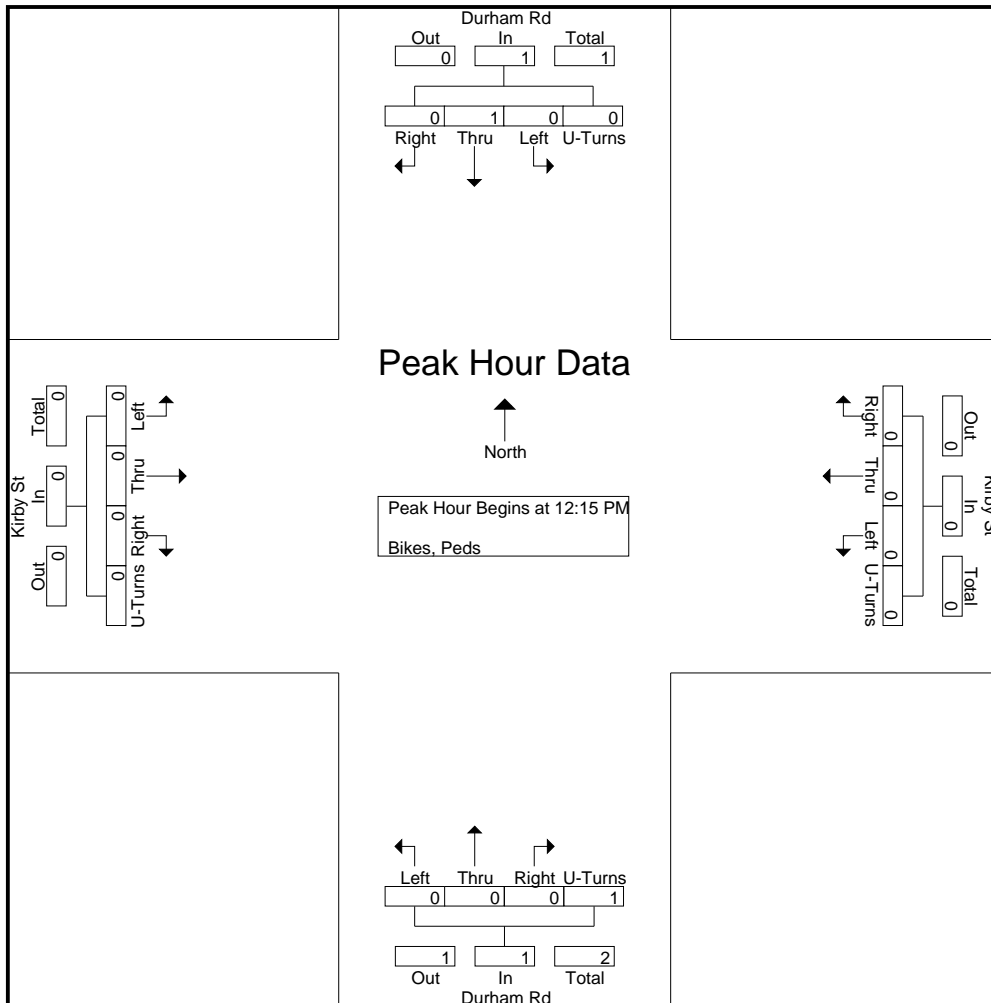 Durham Rd
Out In Total
0 1 1
0 1 0 0
Right Thru Left U-Turns
Peak Hour Data
North
Peak Hour Begins at 12:15 PM
Bikes, Peds
Kirby St
Out In Total
0 0 0
0 0 0 0
U-Turns Right Thru Left
Kirby St
Out In Total
0 0 0
0 0 0 0
Right Thru Left U-Turns
Left Thru Right U-Turns
0 0 0 1
1 1 2
Out In Total
Durham Rd